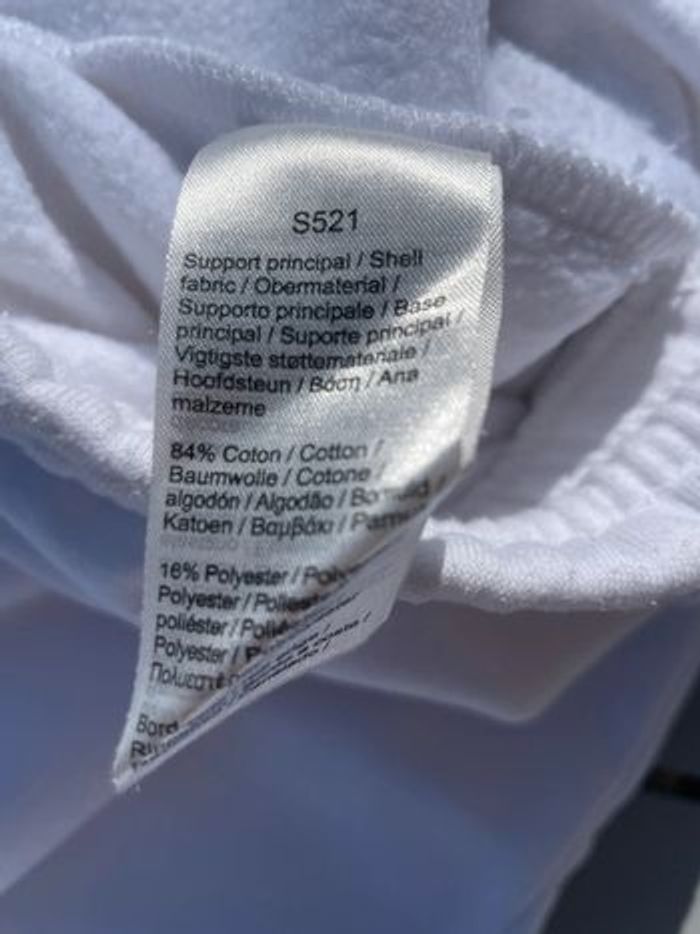 S521
Support principal / Shell
fabric / Obermaterial /
Supporto principale / Base
principal / Suporte principal /
Vigtigste støttemateriale /
Hoofdsteun / Βάση / Ana
malzeme
84% Coton / Cotton /
Baumwolle / Cotone /
algodón / Algodão /
Katoen / Βαμβάκι /
16% Polyester /
Polyester /
poliéster /
Polyester /